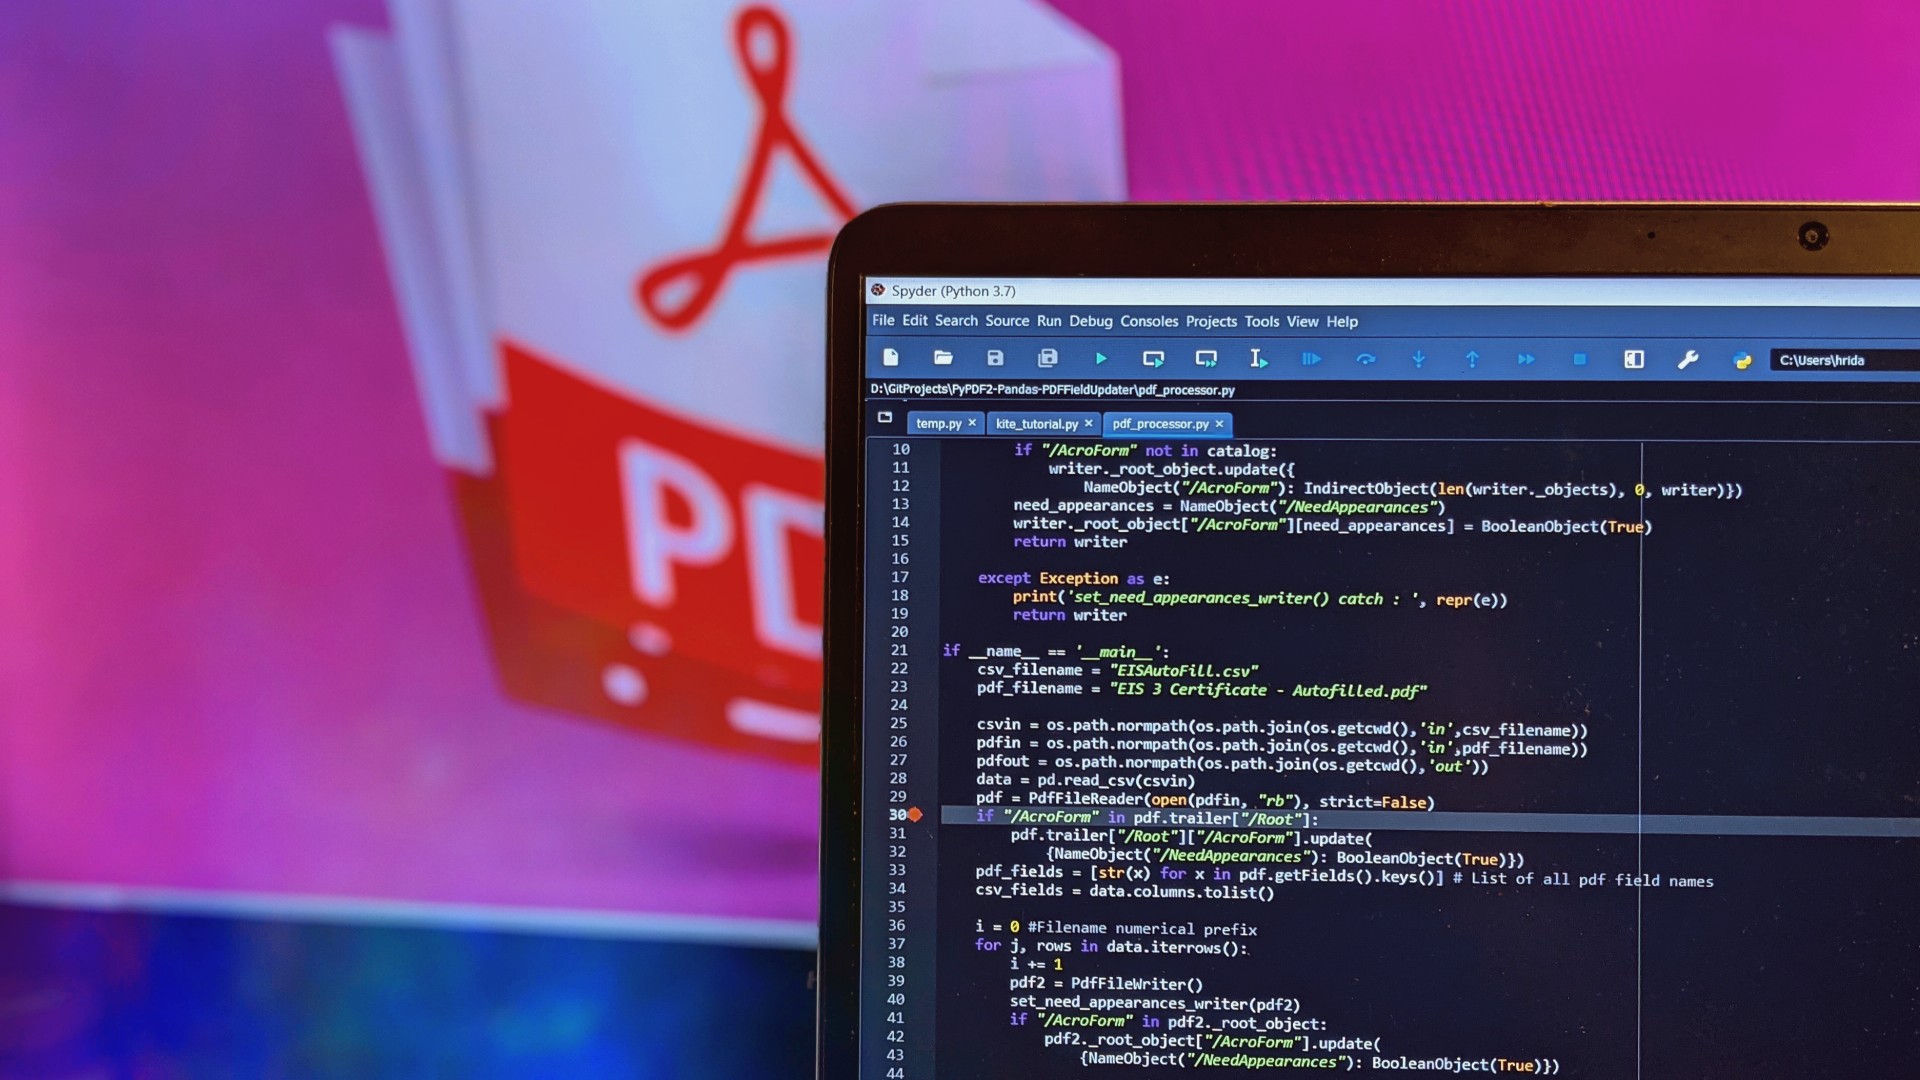 PD
Spyder (Python 3.7)
File Edit Search Source Run Debug Consoles Projects Tools View Help
C:\Users\hrida
D:\GitProjects\PyPDF2-Pandas-PDFFieldUpdater\pdf_processor.py
temp.py × kite_tutorial.py × pdf_processor.py ×
10 if "/AcroForm" not in catalog:
11 writer._root_object.update({
12 NameObject("/AcroForm"): IndirectObject(len(writer._objects), 0, writer)})
13 need_appearances = NameObject("/NeedAppearances")
14 writer._root_object["/AcroForm"][need_appearances] = BooleanObject(True)
15 return writer
16
17 except Exception as e:
18 print('set_need_appearances_writer() catch : ', repr(e))
19 return writer
20
21 if __name__ == '__main__':
22 csv_filename = "EISAutoFill.csv"
23 pdf_filename = "EIS 3 Certificate - Autofilled.pdf"
24
25 csvin = os.path.normpath(os.path.join(os.getcwd(),'in',csv_filename))
26 pdfin = os.path.normpath(os.path.join(os.getcwd(),'in',pdf_filename))
27 pdfout = os.path.normpath(os.path.join(os.getcwd(),'out'))
28 data = pd.read_csv(csvin)
29 pdf = PdfFileReader(open(pdfin, "rb"), strict=False)
30 if "/AcroForm" in pdf.trailer["/Root"]:
31 pdf.trailer["/Root"]["/AcroForm"].update(
32 {NameObject("/NeedAppearances"): BooleanObject(True)})
33 pdf_fields = [str(x) for x in pdf.getFields().keys()] # List of all pdf field names
34 csv_fields = data.columns.tolist()
35
36 i = 0 #Filename numerical prefix
37 for j, rows in data.iterrows():
38 i += 1
39 pdf2 = PdfFileWriter()
40 set_need_appearances_writer(pdf2)
41 if "/AcroForm" in pdf2._root_object:
42 pdf2._root_object["/AcroForm"].update(
43 {NameObject("/NeedAppearances"): BooleanObject(True)})
44